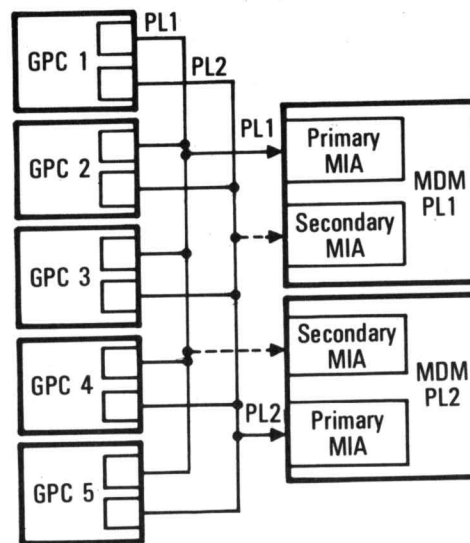 PL1
GPC 1
PL2
GPC 2
PL1
Primary
MIA
MDM
PL1
Secondary
MIA
GPC 3
GPC 4
Secondary
MIA
MDM
PL2
PL2
Primary
MIA
GPC 5